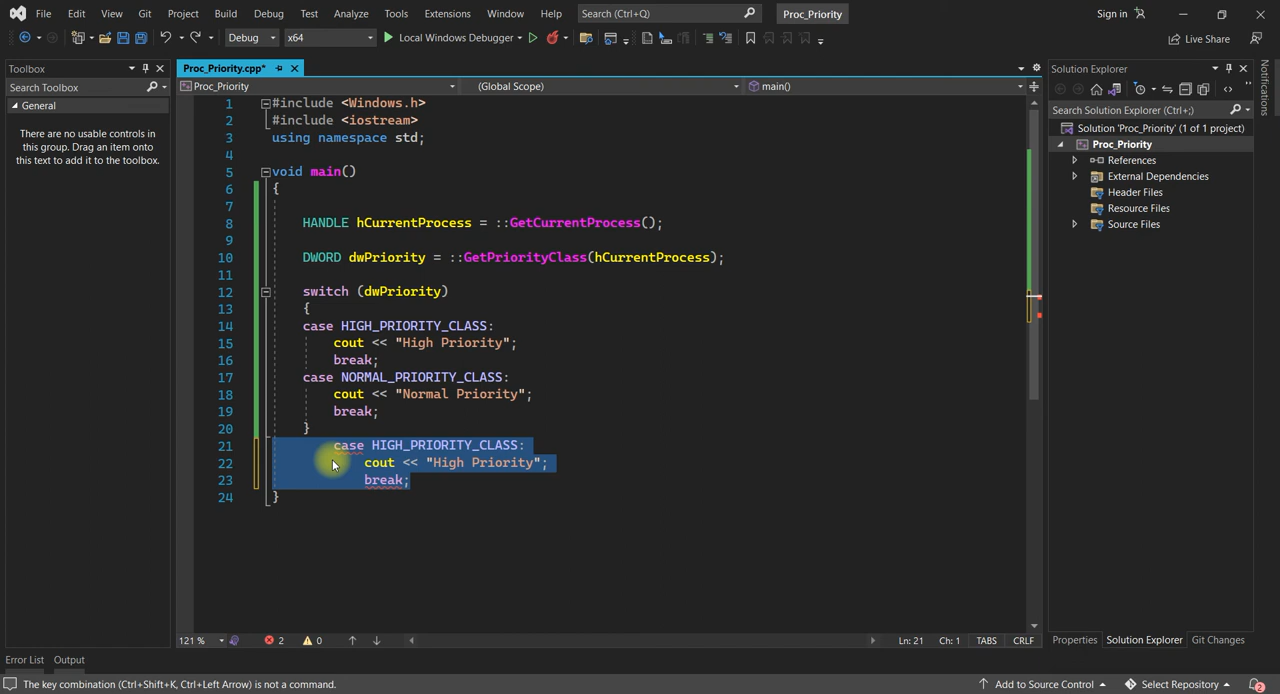 File Edit View Git Project Build Debug Test Analyze Tools Extensions Window Help Search (Ctrl+Q) Proc_Priority Sign in
Debug x64 Local Windows Debugger Live Share
Toolbox
Search Toolbox
General
There are no usable controls in
this group. Drag an item onto
this text to add it to the toolbox.
Proc_Priority.cpp*
Proc_Priority (Global Scope) main()
1 #include <Windows.h>
2 #include <iostream>
3 using namespace std;
4
5 void main()
6 {
7
8 HANDLE hCurrentProcess = ::GetCurrentProcess();
9
10 DWORD dwPriority = ::GetPriorityClass(hCurrentProcess);
11
12 switch (dwPriority)
13 {
14 case HIGH_PRIORITY_CLASS:
15 cout << "High Priority";
16 break;
17 case NORMAL_PRIORITY_CLASS:
18 cout << "Normal Priority";
19 break;
20 }
21 case HIGH_PRIORITY_CLASS:
22 cout << "High Priority";
23 break;
24 }
121 % 2 0 Ln: 21 Ch: 1 TABS CRLF
Solution Explorer
Search Solution Explorer (Ctrl+;)
Solution 'Proc_Priority' (1 of 1 project)
Proc_Priority
References
External Dependencies
Header Files
Resource Files
Source Files
Properties Solution Explorer Git Changes
Notifications
Error List Output
The key combination (Ctrl+Shift+K, Ctrl+Left Arrow) is not a command. Add to Source Control Select Repository 2